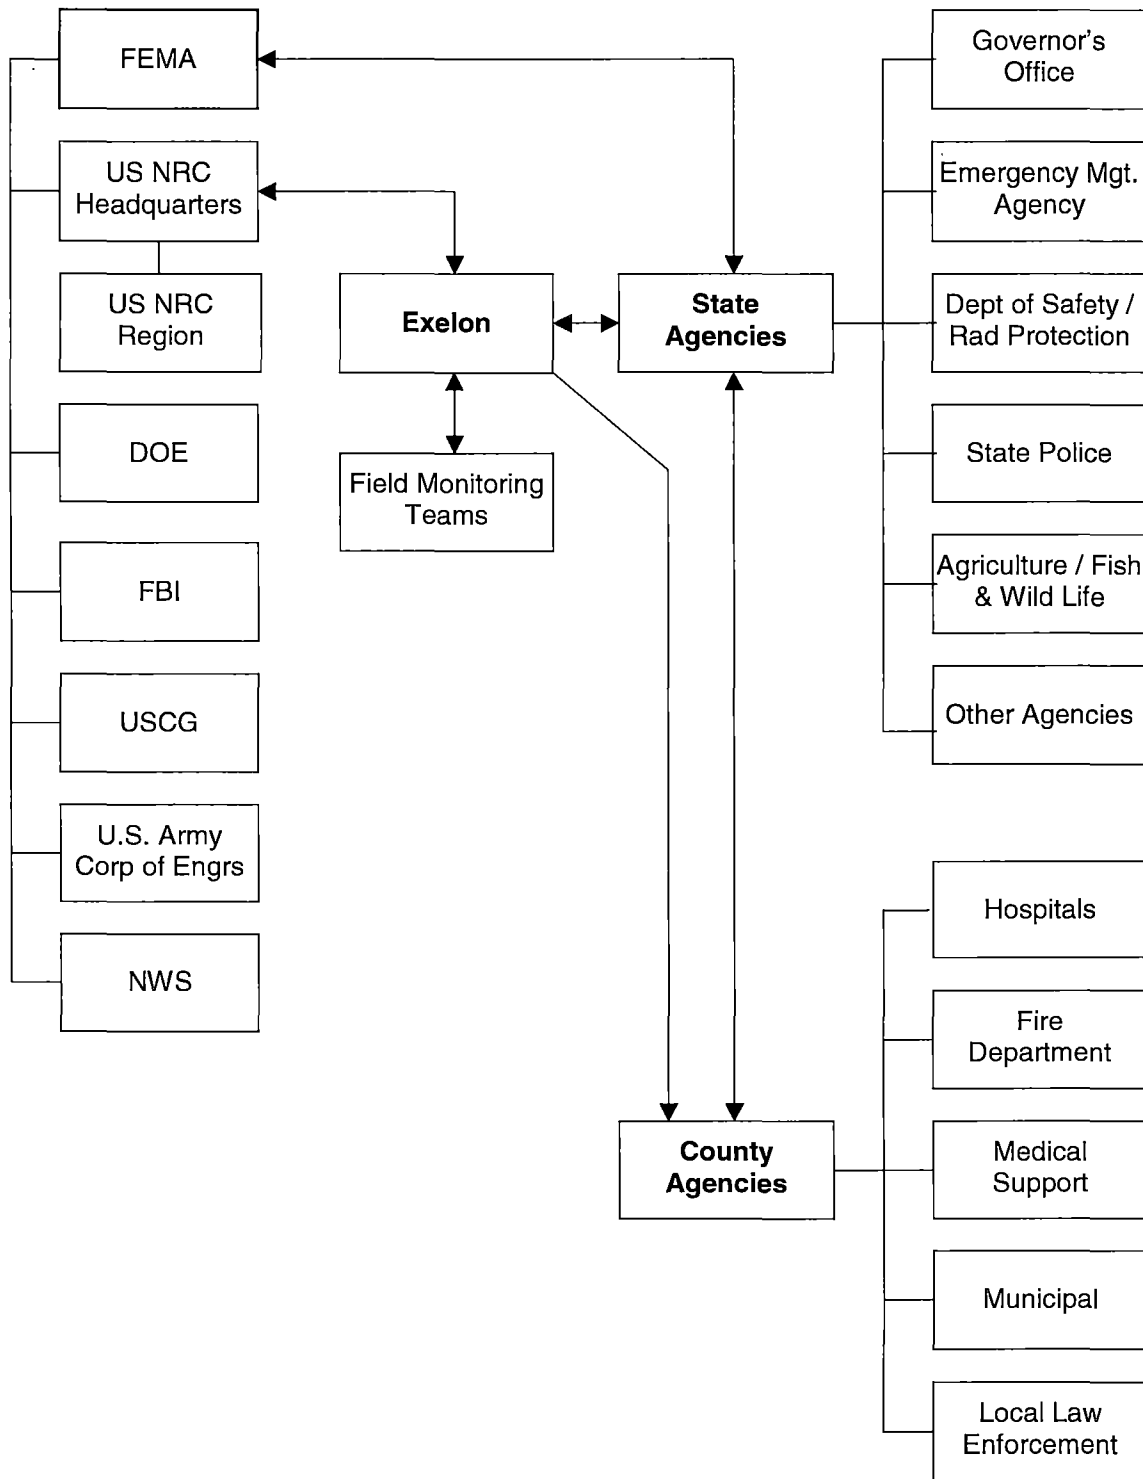 FEMA
US NRC
Headquarters
US NRC
Region
DOE
FBI
USCG
U.S. Army
Corp of Engrs
NWS
Exelon
Field Monitoring
Teams
State
Agencies
County
Agencies
Governor's
Office
Emergency Mgt.
Agency
Dept of Safety /
Rad Protection
State Police
Agriculture / Fish
& Wild Life
Other Agencies
Hospitals
Fire
Department
Medical
Support
Municipal
Local Law
Enforcement